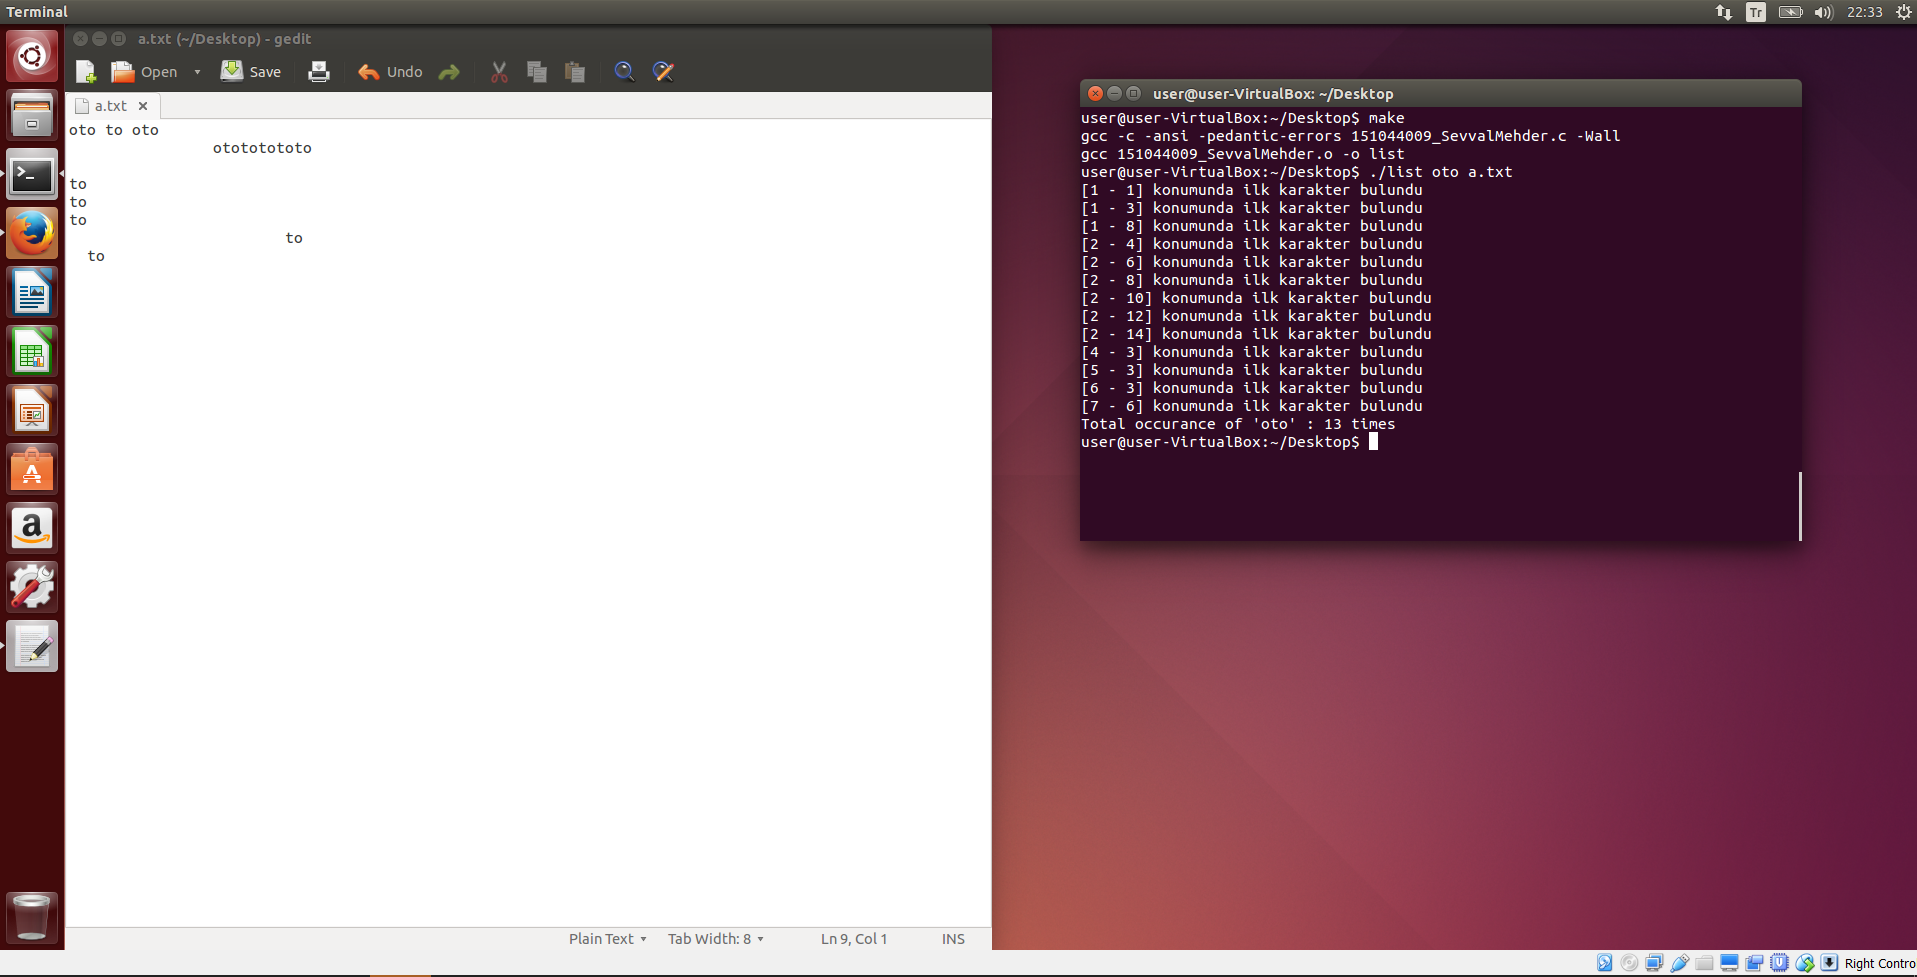 Terminal
Tr
22:33
a.txt (~/Desktop) - gedit
Open
Save
Undo
a.txt
oto to oto
otototototo
to
to
to
to
to
Plain Text
Tab Width: 8
Ln 9, Col 1
INS
user@user-VirtualBox: ~/Desktop
user@user-VirtualBox:~/Desktop$ make
gcc -c -ansi -pedantic-errors 151044009_SevvalMehder.c -Wall
gcc 151044009_SevvalMehder.o -o list
user@user-VirtualBox:~/Desktop$ ./list oto a.txt
[1 - 1] konumunda ilk karakter bulundu
[1 - 3] konumunda ilk karakter bulundu
[1 - 8] konumunda ilk karakter bulundu
[2 - 4] konumunda ilk karakter bulundu
[2 - 6] konumunda ilk karakter bulundu
[2 - 8] konumunda ilk karakter bulundu
[2 - 10] konumunda ilk karakter bulundu
[2 - 12] konumunda ilk karakter bulundu
[2 - 14] konumunda ilk karakter bulundu
[4 - 3] konumunda ilk karakter bulundu
[5 - 3] konumunda ilk karakter bulundu
[6 - 3] konumunda ilk karakter bulundu
[7 - 6] konumunda ilk karakter bulundu
Total occurance of 'oto' : 13 times
user@user-VirtualBox:~/Desktop$
Right Contro